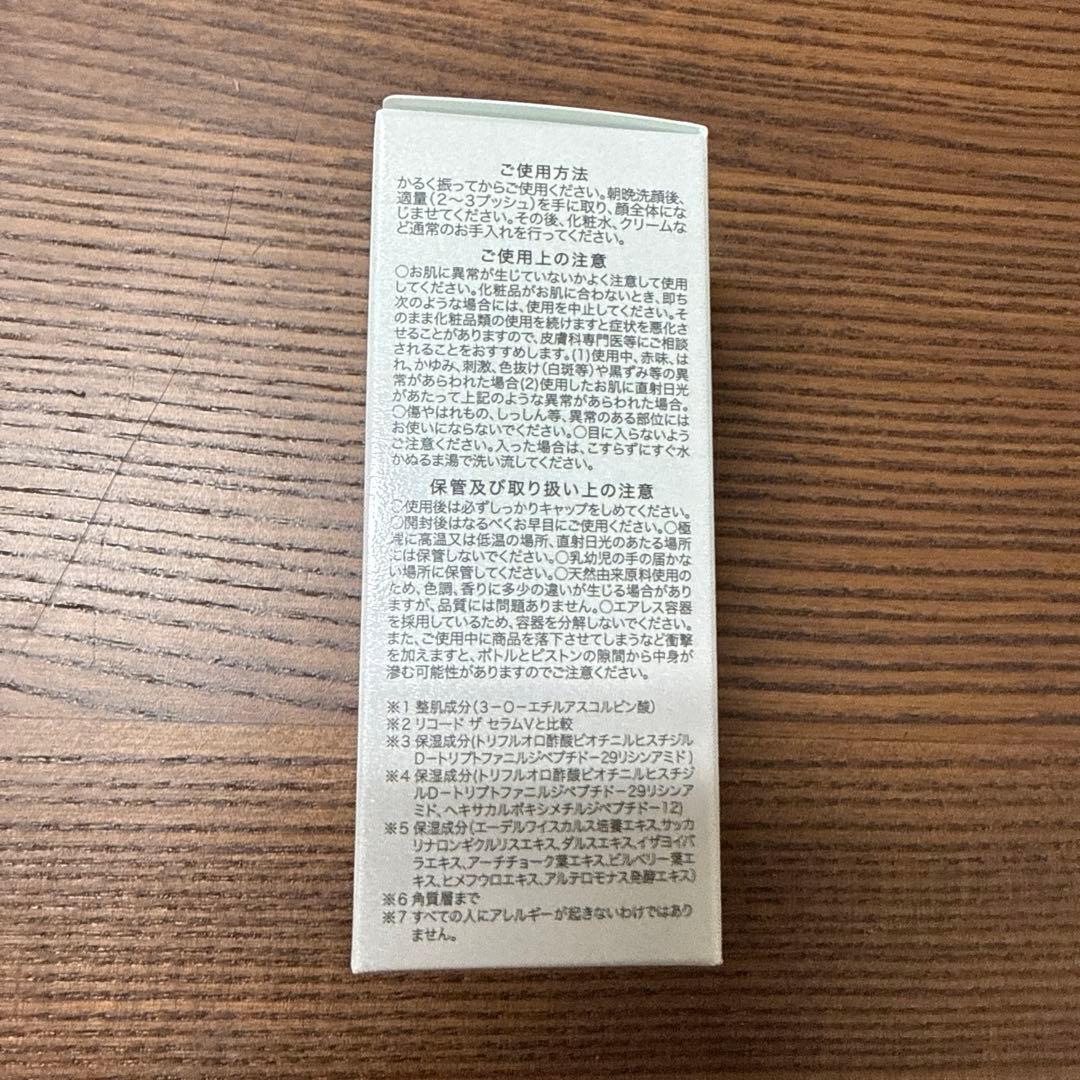 ご使用方法
かるく振ってからご使用ください。朝晩洗顔後、
適量(2〜3プッシュ)を手に取り、顔全体にな
じませてください。その後、化粧水、クリームな
ど通常のお手入れを行ってください。
ご使用上の注意
○お肌に異常が生じていないかよく注意して使用
してください。化粧品がお肌に合わないとき、即ち
次のような場合には、使用を中止してください。そ
のまま化粧品類の使用を続けますと症状を悪化さ
せることがありますので、皮膚科専門医等にご相談
されることをおすすめします。(1)使用中、赤味、は
れ、かゆみ、刺激、色抜け(白斑等)や黒ずみ等の異
常があらわれた場合(2)使用したお肌に直射日光
があたって上記のような異常があらわれた場合。
○傷やはれもの、しっしん等、異常のある部位には
お使いにならないでください。○目に入らないよう
ご注意ください。入った場合は、こすらずにすぐ水
かぬるま湯で洗い流してください。
保管及び取り扱い上の注意
○使用後は必ずしっかりキャップをしめてください。
○開封後はなるべくお早目にご使用ください。○極
端に高温又は低温の場所、直射日光のあたる場所
には保管しないでください。○乳幼児の手の届かな
い場所に保管してください。○天然由来原料使用の
ため、色調、香りに多少の違いが生じる場合があり
ますが、品質には問題ありません。○エアレス容器
を採用しているため、容器を分解しないでください。
また、ご使用中に商品を落下させてしまうなど衝撃
を加えますと、ボトルとピストンの隙間から中身が
滲む可能性がありますのでご注意ください。
※1 整肌成分(3-O-エチルアスコルビン酸)
※2 リコード ザ セラムVと比較
※3 保湿成分(トリフルオロ酢酸ビオチニルヒスチジル
D-トリプトファニルジペプチド-29リシンアミド)
※4 保湿成分(トリフルオロ酢酸ビオチニルヒスチジ
ルD-トリプトファニルジペプチド-29リシンア
ミド、ヘキサカルボキシメチルジペプチド-12)
※5 保湿成分(エーデルワイスカルス培養エキス、サッカ
リナロンギクルリスエキス、ダルスエキス、イザヨイバ
ラエキス、アーチチョーク葉エキス、ビルベリー葉エ
キス、ヒメフウロエキス、アルテロモナス発酵エキス)
※6 角質層まで
※7 すべての人にアレルギーが起きないわけではあり
ません。